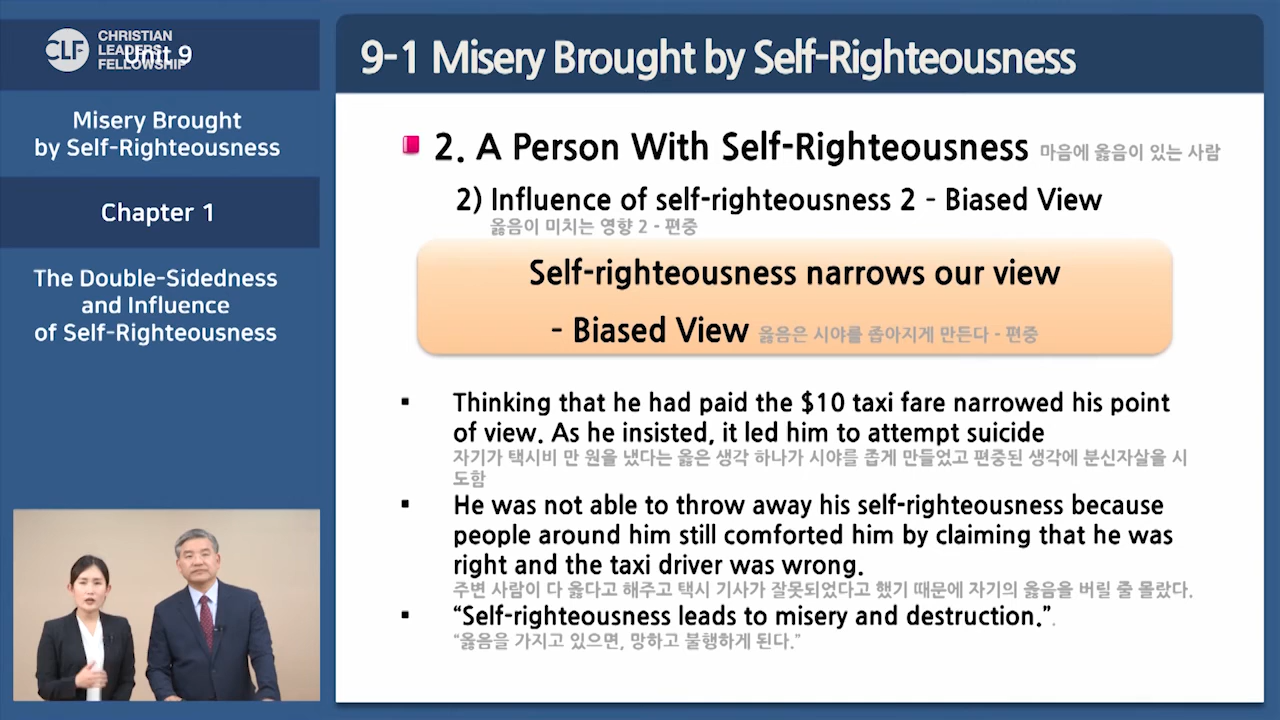 CLF
CHRISTIAN
LEADERS
FELLOWSHIP
Unit 9
Misery Brought
by Self-Righteousness
Chapter 1
The Double-Sidedness
and Influence
of Self-Righteousness
9-1 Misery Brought by Self-Righteousness
2. A Person With Self-Righteousness 마음에 옳음이 있는 사람
2) Influence of self-righteousness 2 - Biased View
옳음이 미치는 영향 2 - 편중
Self-righteousness narrows our view
- Biased View 옳음은 시야를 좁아지게 만든다 - 편중
▪ Thinking that he had paid the $10 taxi fare narrowed his point
of view. As he insisted, it led him to attempt suicide
자기가 택시비 만 원을 냈다는 옳은 생각 하나가 시야를 좁게 만들었고 편중된 생각에 분신자살을 시
도함
▪ He was not able to throw away his self-righteousness because
people around him still comforted him by claiming that he was
right and the taxi driver was wrong.
주변 사람이 다 옳다고 해주고 택시 기사가 잘못되었다고 했기 때문에 자기의 옳음을 버릴 줄 몰랐다.
▪ “Self-righteousness leads to misery and destruction.”.
“옳음을 가지고 있으면, 망하고 불행하게 된다.”